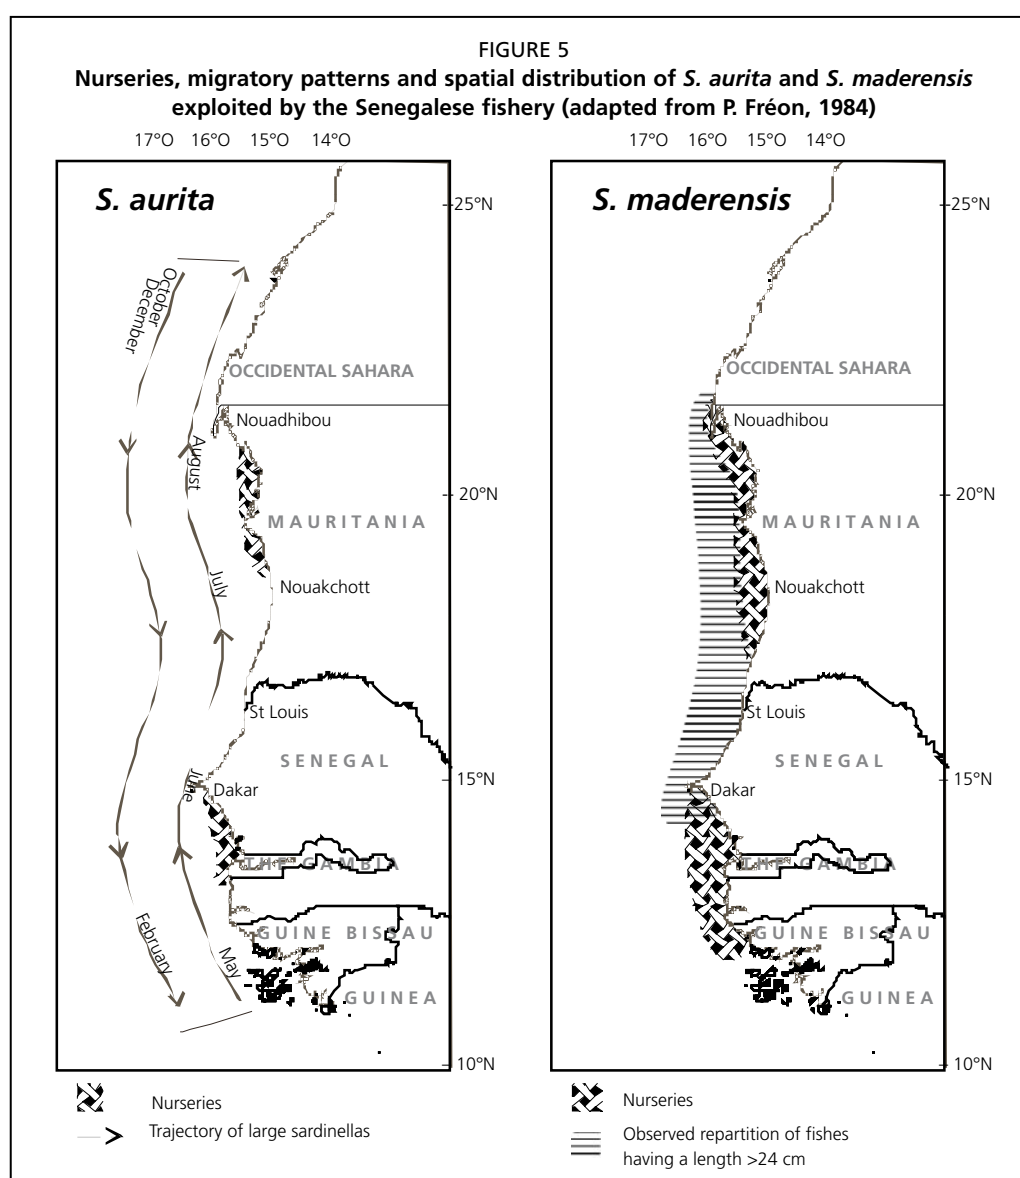 FIGURE 5
Nurseries, migratory patterns and spatial distribution of S. aurita and S. maderensis
exploited by the Senegalese fishery (adapted from P. Fréon, 1984)
17°O 16°O 15°O 14°O
S. aurita
25°N
October
December
OCCIDENTAL SAHARA
Nouadhibou
August
20°N
MAURITANIA
July
Nouakchott
St Louis
SENEGAL
June
Dakar
15°N
THE GAMBIA
February
May
GUINE BISSAU
GUINEA
10°N
Nurseries
Trajectory of large sardinellas
17°O 16°O 15°O 14°O
S. maderensis
25°N
OCCIDENTAL SAHARA
Nouadhibou
20°N
MAURITANIA
Nouakchott
St Louis
SENEGAL
Dakar
15°N
THE GAMBIA
GUINE BISSAU
GUINEA
10°N
Nurseries
Observed repartition of fishes
having a length >24 cm